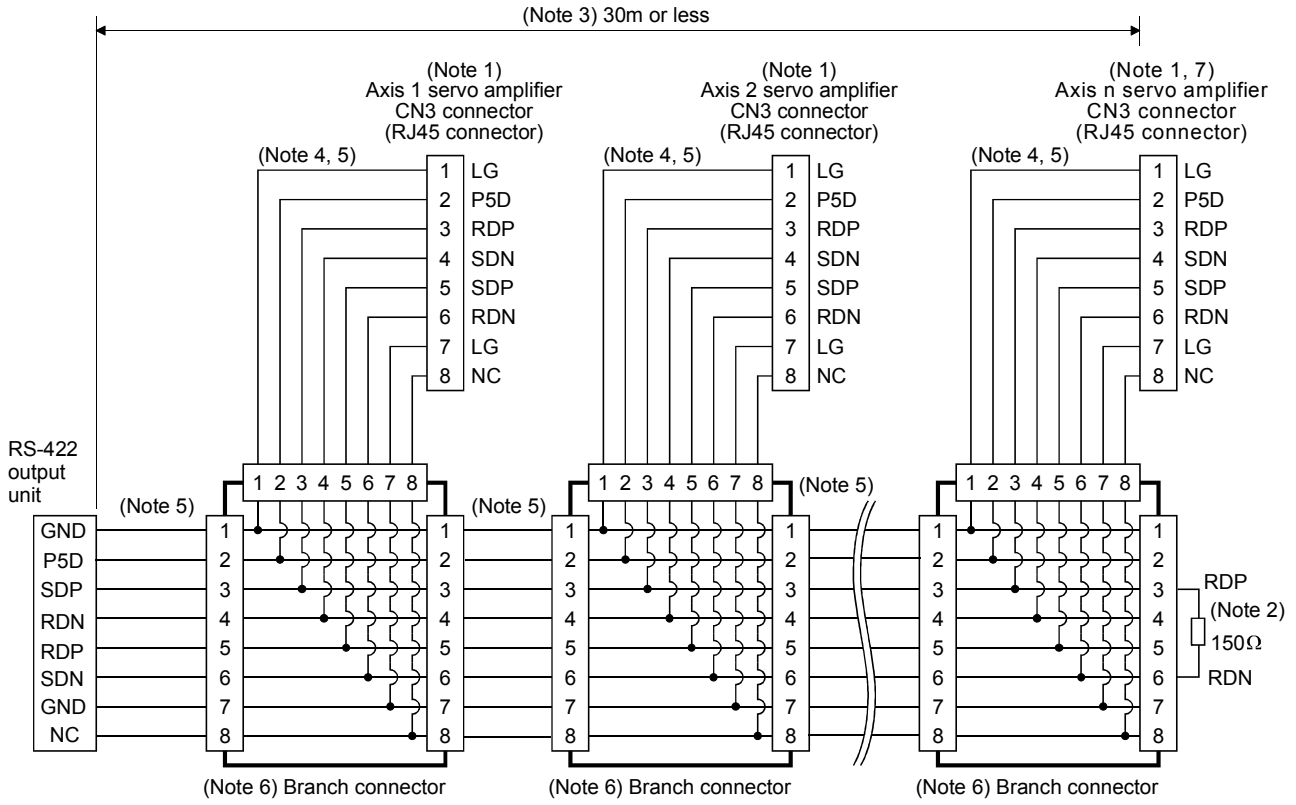 (Note 3) 30m or less
(Note 1)
Axis 1 servo amplifier
CN3 connector
(RJ45 connector)
(Note 1)
Axis 2 servo amplifier
CN3 connector
(RJ45 connector)
(Note 1, 7)
Axis n servo amplifier
CN3 connector
(RJ45 connector)
(Note 4, 5)
1 LG
2 P5D
3 RDP
4 SDN
5 SDP
6 RDN
7 LG
8 NC
(Note 4, 5)
1 LG
2 P5D
3 RDP
4 SDN
5 SDP
6 RDN
7 LG
8 NC
(Note 4, 5)
1 LG
2 P5D
3 RDP
4 SDN
5 SDP
6 RDN
7 LG
8 NC
RS-422
output
unit
(Note 5)
1 2 3 4 5 6 7 8
(Note 5)
1 2 3 4 5 6 7 8
(Note 5)
1 2 3 4 5 6 7 8
GND 1 1 1 1 1 1
P5D 2 2 2 2 2 2
SDP 3 3 3 3 3 3 RDP
RDN 4 4 4 4 4 4 (Note 2)
RDP 5 5 5 5 5 5 150Ω
SDN 6 6 6 6 6 6 RDN
GND 7 7 7 7 7 7
NC 8 8 8 8 8 8
(Note 6) Branch connector
(Note 6) Branch connector
(Note 6) Branch connector